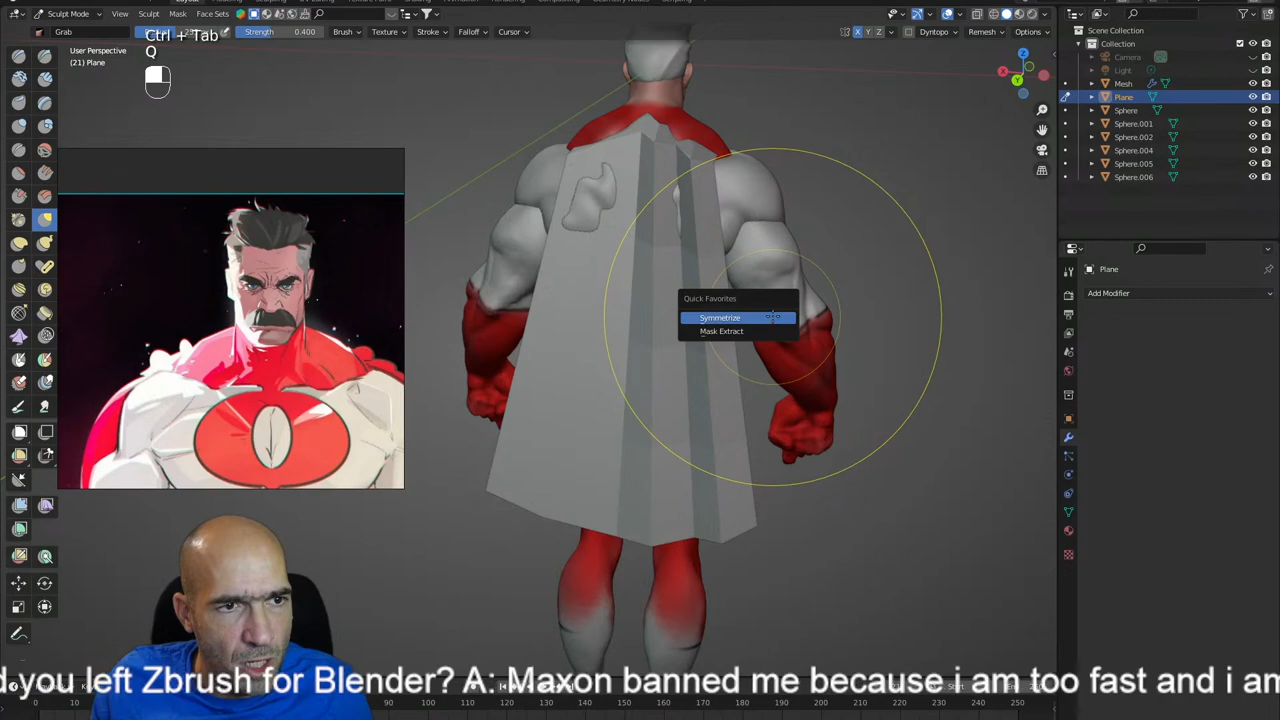 Sculpt Mode View Sculpt Mask Face Sets
Grab Strength 0.400 Brush Texture Stroke Falloff Cursor X Y Z Dyntopo Remesh Options
Ctrl + Tab
Q
User Perspective
(21) Plane
Z
X
Y
Quick Favorites
Symmetrize
Mask Extract
Scene Collection
Collection
Camera
Light
Mesh
Plane
Sphere
Sphere.001
Sphere.002
Sphere.004
Sphere.005
Sphere.006
Plane
Add Modifier
d you left Zbrush for Blender? A: Maxon banned me because i am too fast and i am